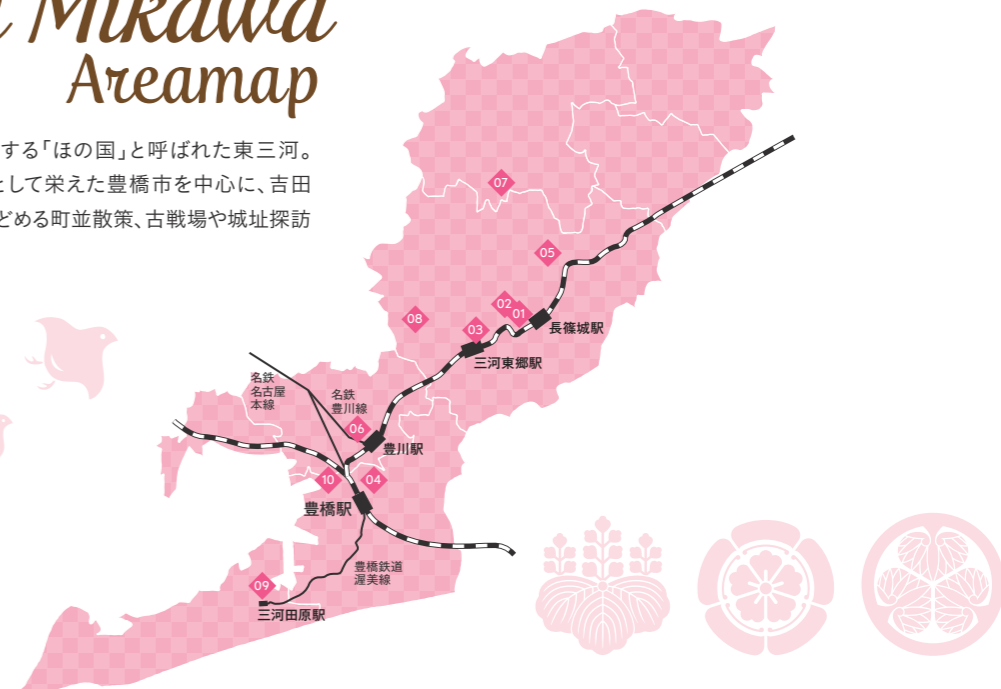 Mikawa
Areamap
する「ほの国」と呼ばれた東三河。
として栄えた豊橋市を中心に、吉田
どめる町並散策、古戦場や城址探訪
07
05
02
01
08
03
長篠城駅
三河東郷駅
名鉄
名古屋
本線
名鉄
豊川線
06
豊川駅
10
04
豊橋駅
豊橋鉄道
渥美線
09
三河田原駅